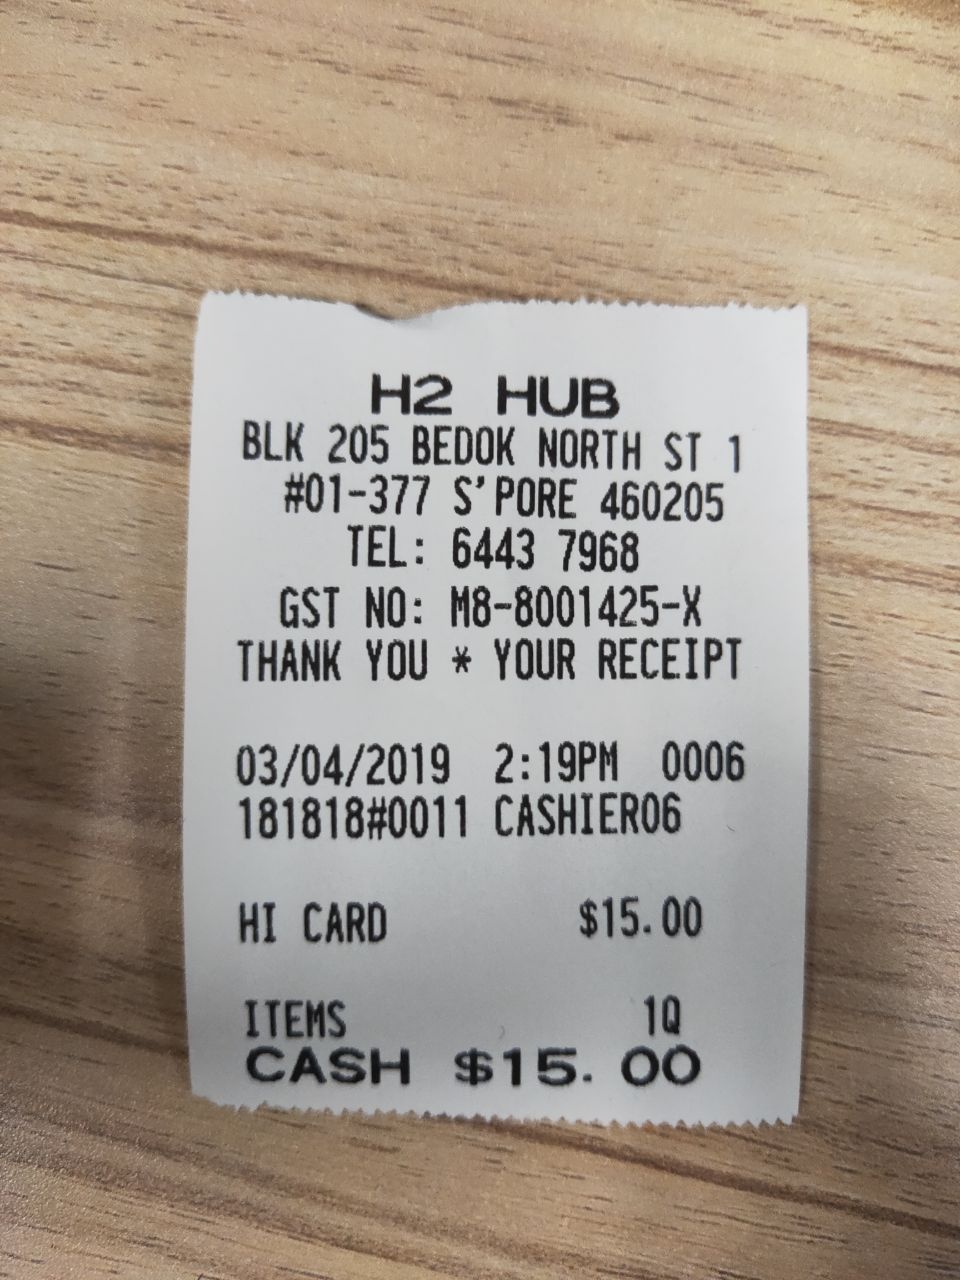 H2 HUB
BLK 205 BEDOK NORTH ST 1
#01-377 S'PORE 460205
TEL: 6443 7968
GST NO: M8-8001425-X
THANK YOU * YOUR RECEIPT
03/04/2019 2:19PM 0006
181818#0011 CASHIER06
HI CARD $15.00
ITEMS 1Q
CASH $15.00